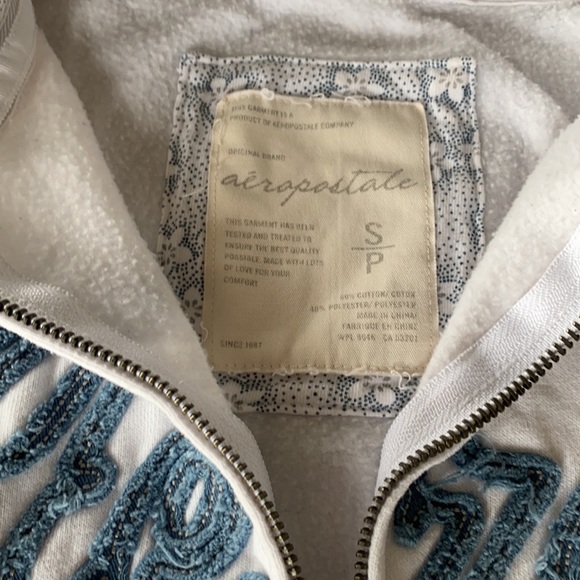 THIS GARMENT IS A
PRODUCT OF AEROPOSTALE COMPANY
ORIGINAL BRAND
aéropostale
THIS GARMENT HAS BEEN
TESTED AND TREATED TO
ENSURE THE BEST QUALITY
POSSIBLE. MADE WITH LOTS
OF LOVE FOR YOUR
COMFORT
S
P
60% COTTON/ COTON
40% POLYESTER/ POLYESTER
MADE IN CHINA/
FABRIQUE EN CHINE
SINCE 1987